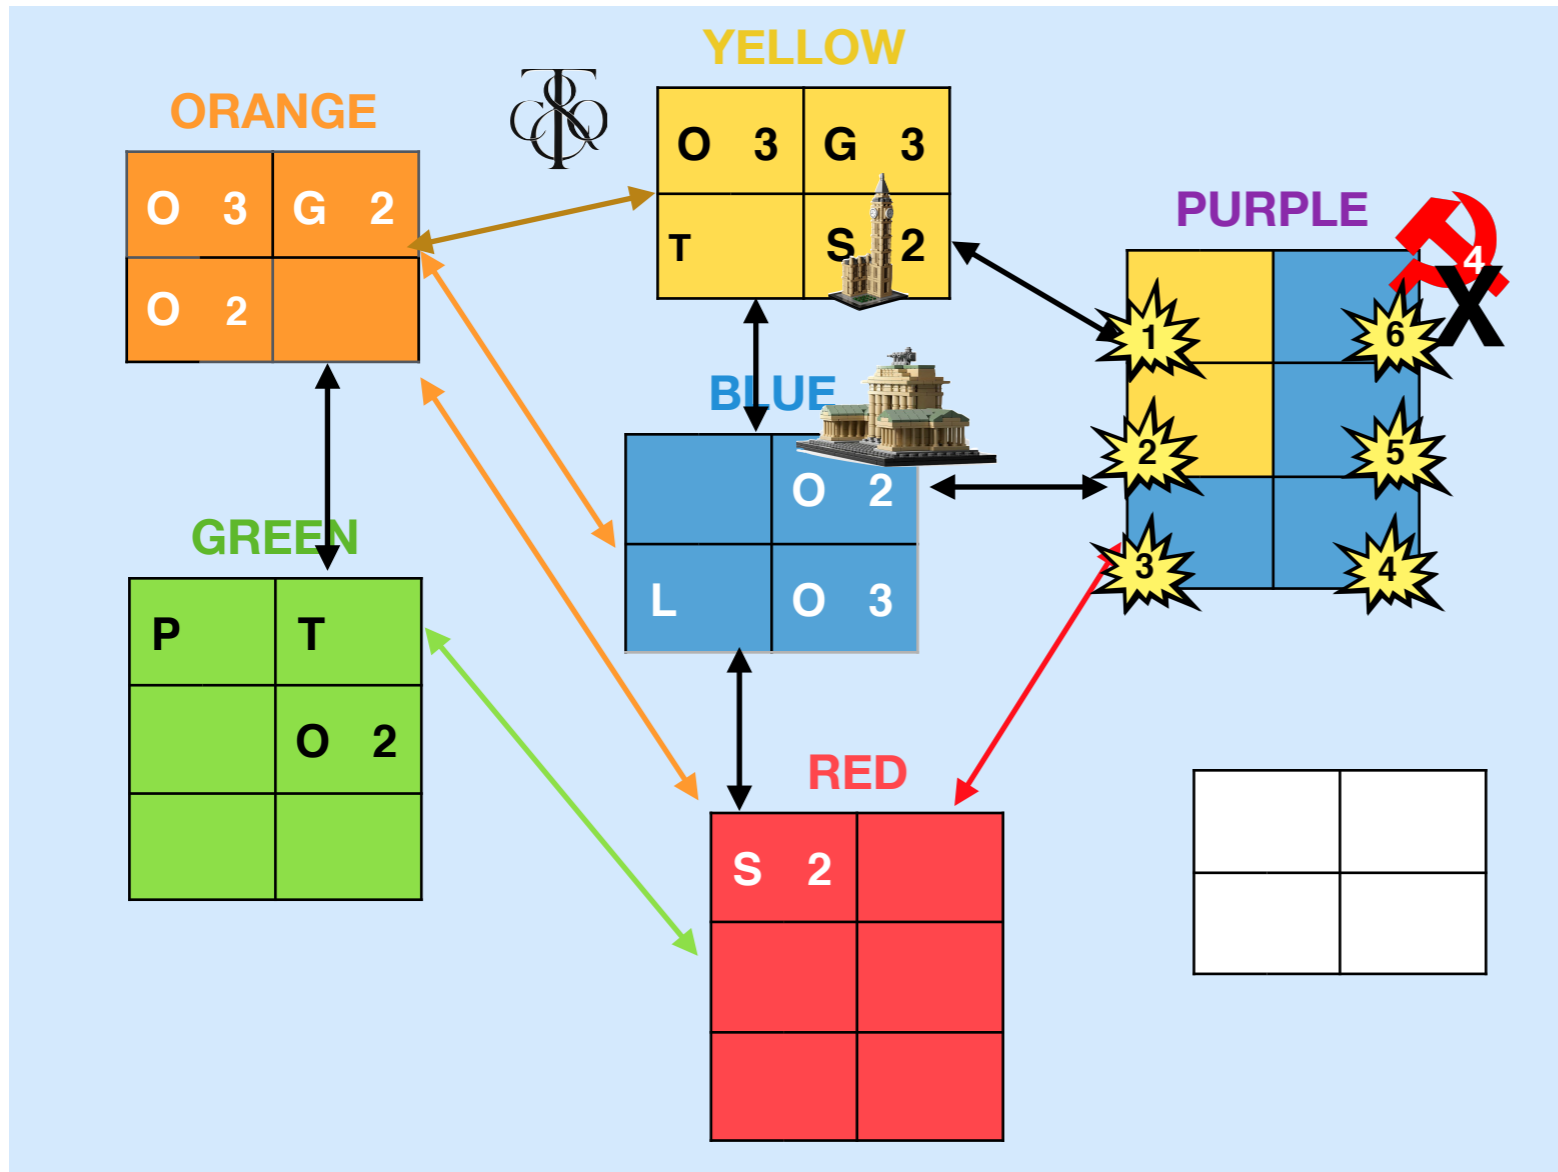 YELLOW
ORANGE
T
C & O
O 3 G 3
T S 2
PURPLE
4
X
O 3 G 2
O 2
1 6
BLUE
2 5
O 2
L O 3
3 4
GREEN
P T
O 2
RED
S 2